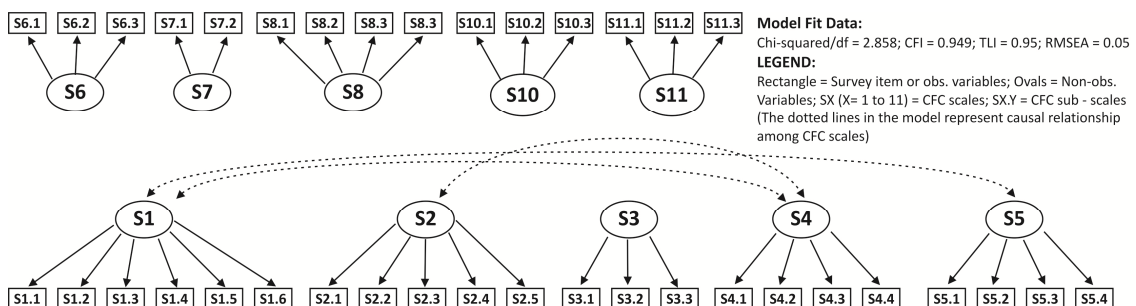 S6.1 S6.2 S6.3 S7.1 S7.2 S8.1 S8.2 S8.3 S8.3 S10.1 S10.2 S10.3 S11.1 S11.2 S11.3
S6 S7 S8 S10 S11
Model Fit Data:
Chi-squared/df = 2.858; CFI = 0.949; TLI = 0.95; RMSEA = 0.05
LEGEND:
Rectangle = Survey item or obs. variables; Ovals = Non-obs.
Variables; SX (X= 1 to 11) = CFC scales; SX.Y = CFC sub - scales
(The dotted lines in the model represent causal relationship
among CFC scales)
S1 S2 S3 S4 S5
S1.1 S1.2 S1.3 S1.4 S1.5 S1.6 S2.1 S2.2 S2.3 S2.4 S2.5 S3.1 S3.2 S3.3 S4.1 S4.2 S4.3 S4.4 S5.1 S5.2 S5.3 S5.4